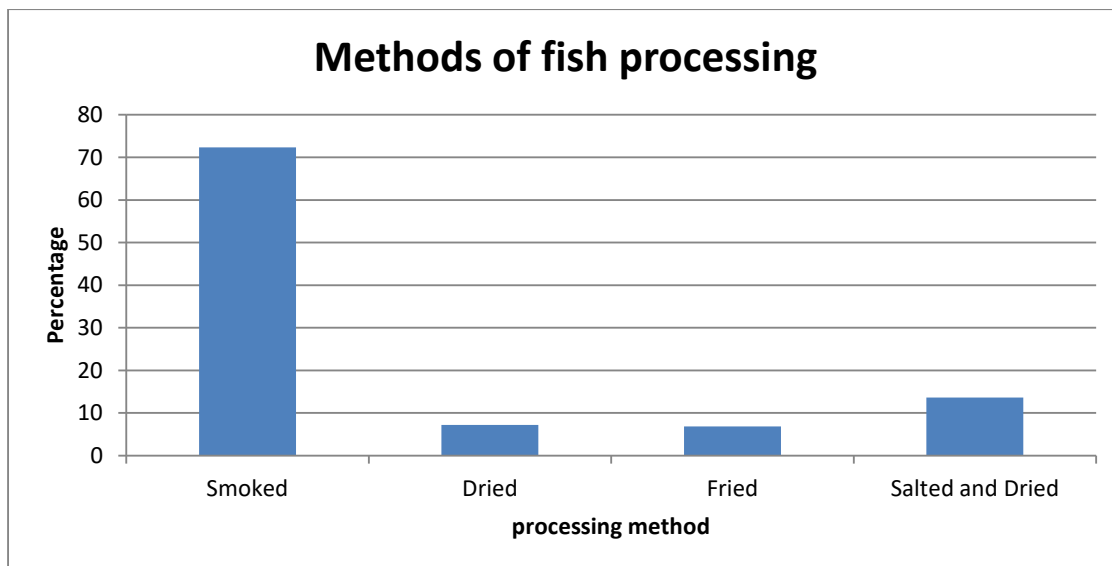 Methods of fish processing
80
70
60
50
40
30
20
10
0
Percentage
Smoked Dried Fried Salted and Dried
processing method